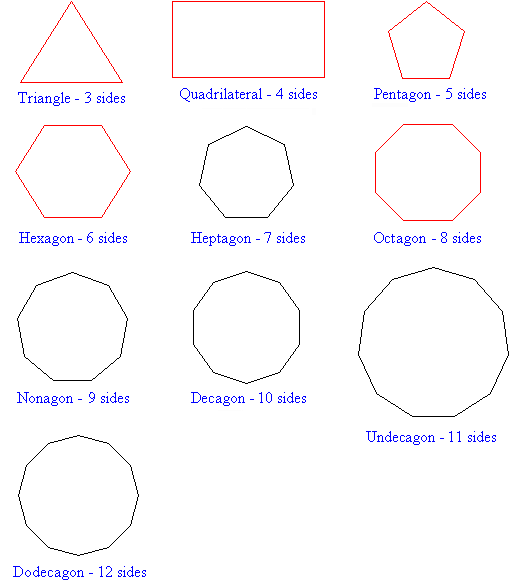 Triangle - 3 sides
Quadrilateral - 4 sides
Pentagon - 5 sides
Hexagon - 6 sides
Heptagon - 7 sides
Octagon - 8 sides
Nonagon - 9 sides
Decagon - 10 sides
Undecagon - 11 sides
Dodecagon - 12 sides